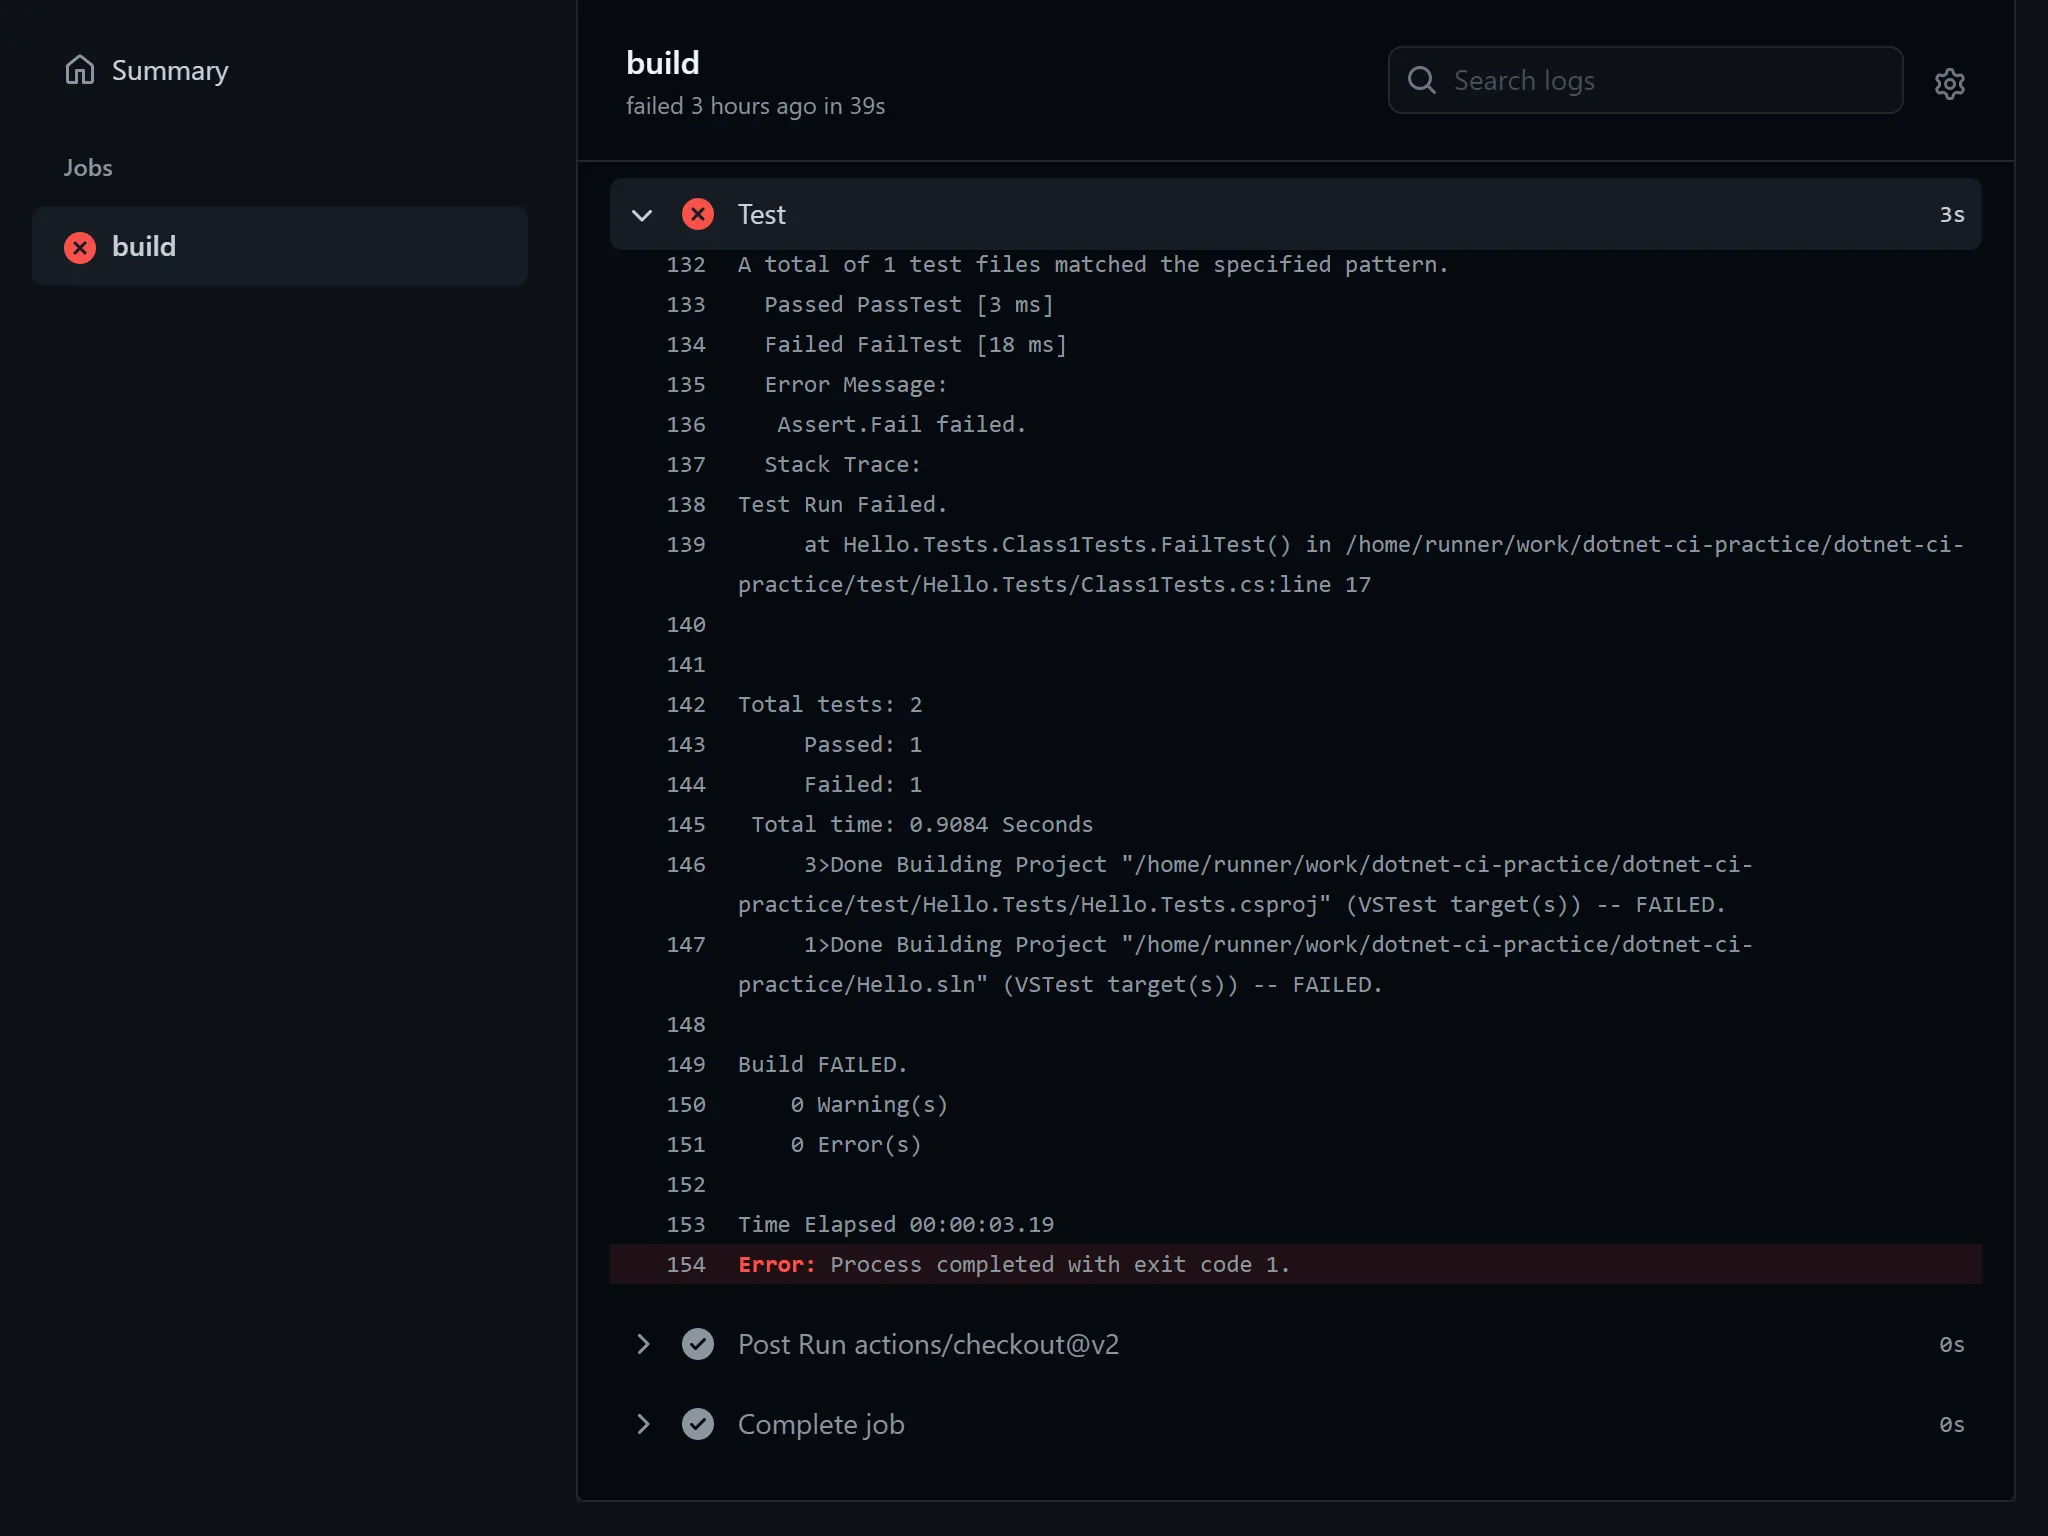 Summary
Jobs
build
build
failed 3 hours ago in 39s
Search logs
Test 3s
132 A total of 1 test files matched the specified pattern.
133   Passed PassTest [3 ms]
134   Failed FailTest [18 ms]
135   Error Message:
136    Assert.Fail failed.
137   Stack Trace:
138 Test Run Failed.
139      at Hello.Tests.Class1Tests.FailTest() in /home/runner/work/dotnet-ci-practice/dotnet-ci-
practice/test/Hello.Tests/Class1Tests.cs:line 17
140
141
142 Total tests: 2
143      Passed: 1
144      Failed: 1
145  Total time: 0.9084 Seconds
146      3>Done Building Project "/home/runner/work/dotnet-ci-practice/dotnet-ci-
practice/test/Hello.Tests/Hello.Tests.csproj" (VSTest target(s)) -- FAILED.
147      1>Done Building Project "/home/runner/work/dotnet-ci-practice/dotnet-ci-
practice/Hello.sln" (VSTest target(s)) -- FAILED.
148
149 Build FAILED.
150     0 Warning(s)
151     0 Error(s)
152
153 Time Elapsed 00:00:03.19
154 Error: Process completed with exit code 1.
Post Run actions/checkout@v2 0s
Complete job 0s